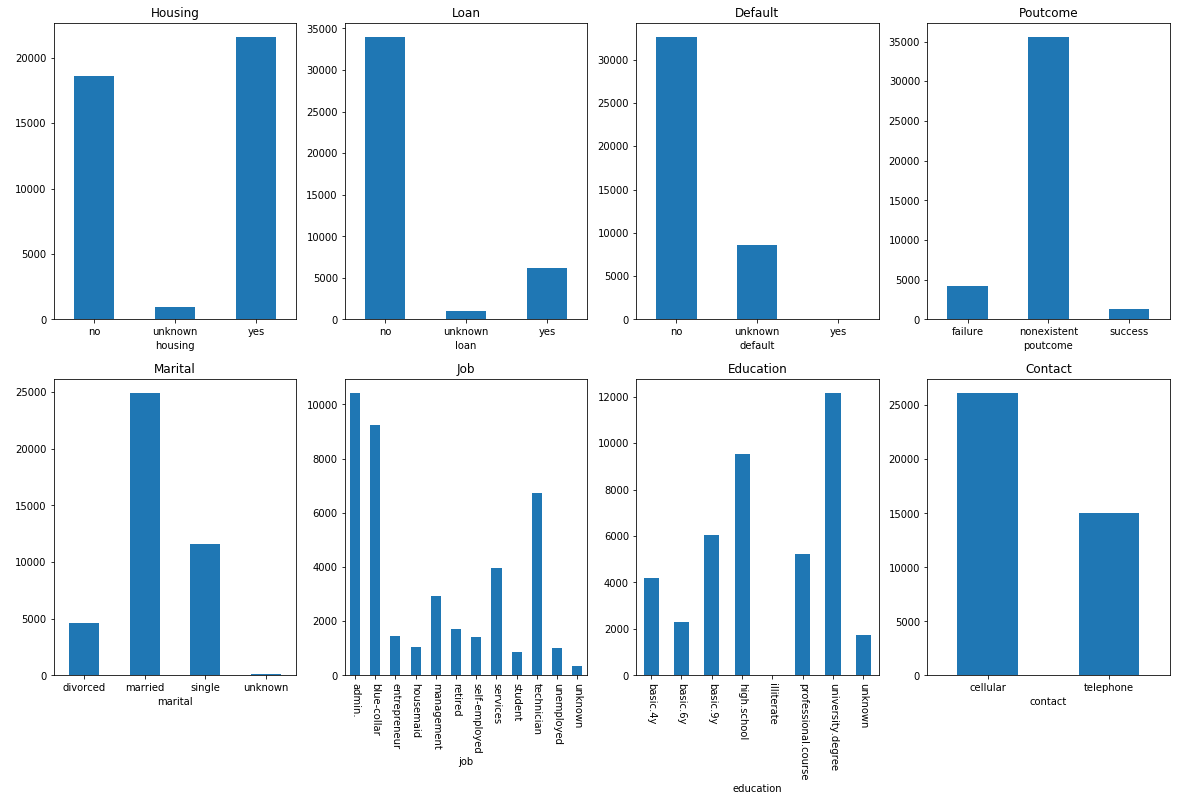 Housing
20000
15000
10000
5000
0
no unknown yes
housing
Loan
35000
30000
25000
20000
15000
10000
5000
0
no unknown yes
loan
Default
30000
25000
20000
15000
10000
5000
0
no unknown yes
default
Poutcome
35000
30000
25000
20000
15000
10000
5000
0
failure nonexistent success
poutcome
Marital
25000
20000
15000
10000
5000
0
divorced married single unknown
marital
Job
10000
8000
6000
4000
2000
0
admin.
blue-collar
entrepreneur
housemaid
management
retired
self-employed
services
student
technician
unemployed
unknown
job
Education
12000
10000
8000
6000
4000
2000
0
basic.4y
basic.6y
basic.9y
high.school
illiterate
professional.course
university.degree
unknown
education
Contact
25000
20000
15000
10000
5000
0
cellular telephone
contact